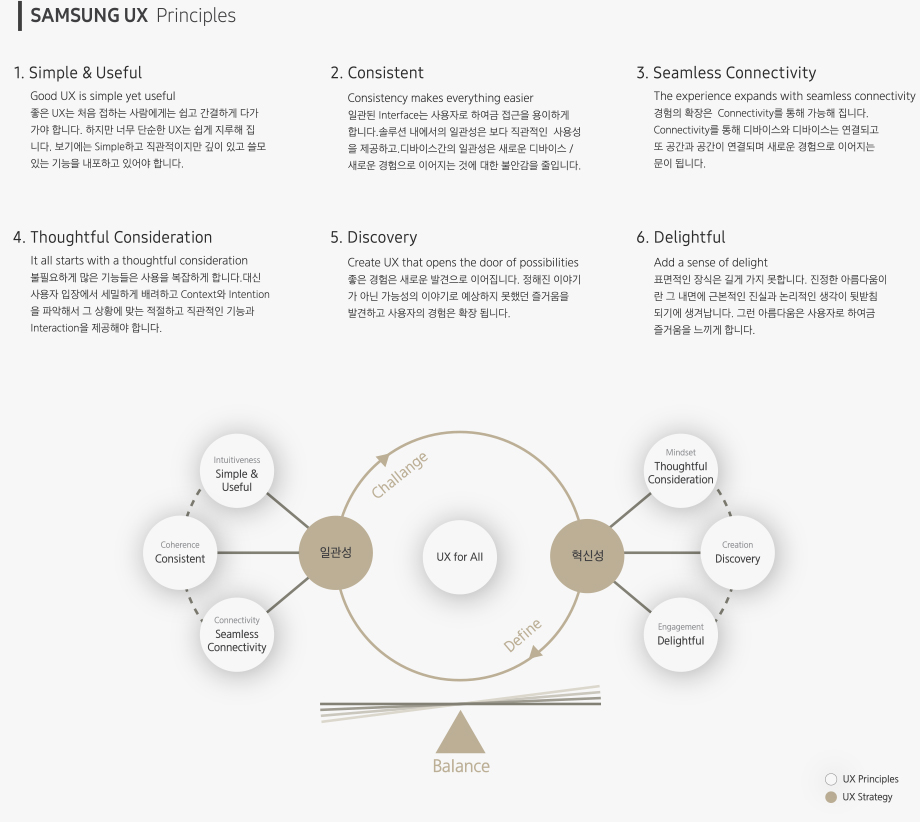 SAMSUNG UX Principles
1. Simple & Useful
Good UX is simple yet useful
좋은 UX는 처음 접하는 사람에게는 쉽고 간결하게 다가
가야 합니다. 하지만 너무 단순한 UX는 쉽게 지루해 집
니다. 보기에는 Simple하고 직관적이지만 깊이 있고 쓸모
있는 기능을 내포하고 있어야 합니다.
2. Consistent
Consistency makes everything easier
일관된 Interface는 사용자로 하여금 접근을 용이하게
합니다.솔루션 내에서의 일관성은 보다 직관적인 사용성
을 제공하고.디바이스간의 일관성은 새로운 디바이스 /
새로운 경험으로 이어지는 것에 대한 불안감을 줄입니다.
3. Seamless Connectivity
The experience expands with seamless connectivity
경험의 확장은 Connectivity를 통해 가능해 집니다.
Connectivity를 통해 디바이스와 디바이스는 연결되고
또 공간과 공간이 연결되며 새로운 경험으로 이어지는
문이 됩니다.
4. Thoughtful Consideration
It all starts with a thoughtful consideration
불필요하게 많은 기능들은 사용을 복잡하게 합니다.대신
사용자 입장에서 세밀하게 배려하고 Context와 Intention
을 파악해서 그 상황에 맞는 적절하고 직관적인 기능과
Interaction을 제공해야 합니다.
5. Discovery
Create UX that opens the door of possibilities
좋은 경험은 새로운 발견으로 이어집니다. 정해진 이야기
가 아닌 가능성의 이야기로 예상하지 못했던 즐거움을
발견하고 사용자의 경험은 확장 됩니다.
6. Delightful
Add a sense of delight
표면적인 장식은 길게 가지 못합니다. 진정한 아름다움이
란 그 내면에 근본적인 진실과 논리적인 생각이 뒷받침
되기에 생겨납니다. 그런 아름다움은 사용자로 하여금
즐거움을 느끼게 합니다.
Intuitiveness
Simple &
Useful
Coherence
Consistent
Connectivity
Seamless
Connectivity
일관성
Challange
UX for All
Define
혁신성
Mindset
Thoughtful
Consideration
Creation
Discovery
Engagement
Delightful
Balance
UX Principles
UX Strategy